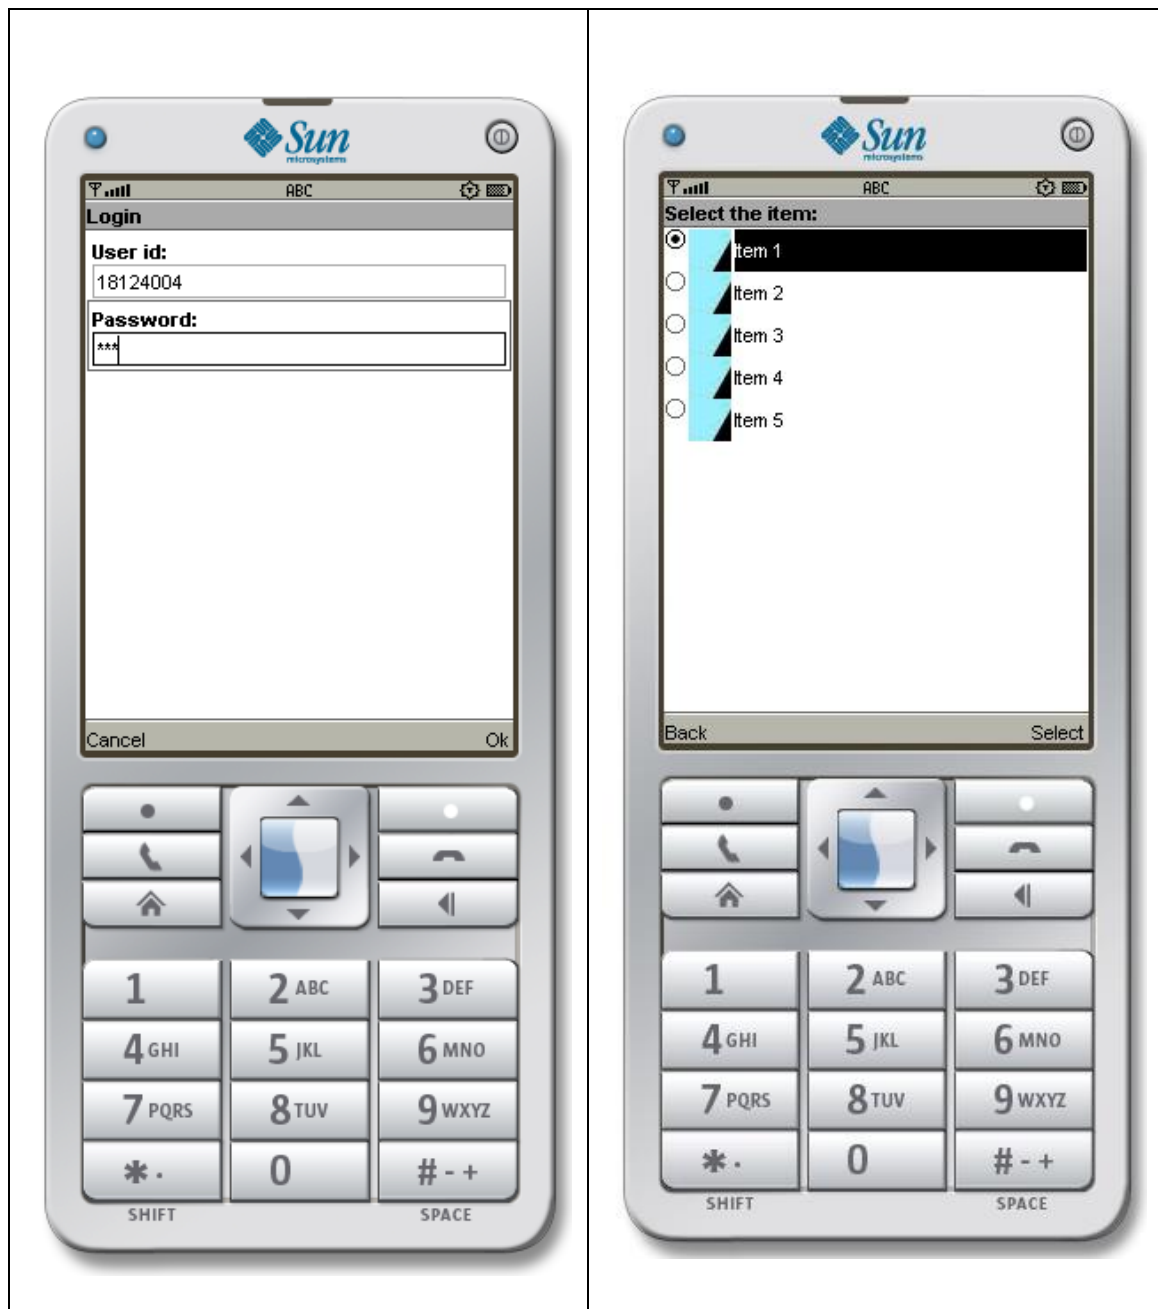 Sun
microsystems
ABC
Login
User id:
18124004
Password:
***
Cancel Ok
1 2 ABC 3 DEF
4 GHI 5 JKL 6 MNO
7 PQRS 8 TUV 9 WXYZ
* . 0 # - +
SHIFT SPACE
Sun
microsystems
ABC
Select the item:
Item 1
Item 2
Item 3
Item 4
Item 5
Back Select
1 2 ABC 3 DEF
4 GHI 5 JKL 6 MNO
7 PQRS 8 TUV 9 WXYZ
* . 0 # - +
SHIFT SPACE